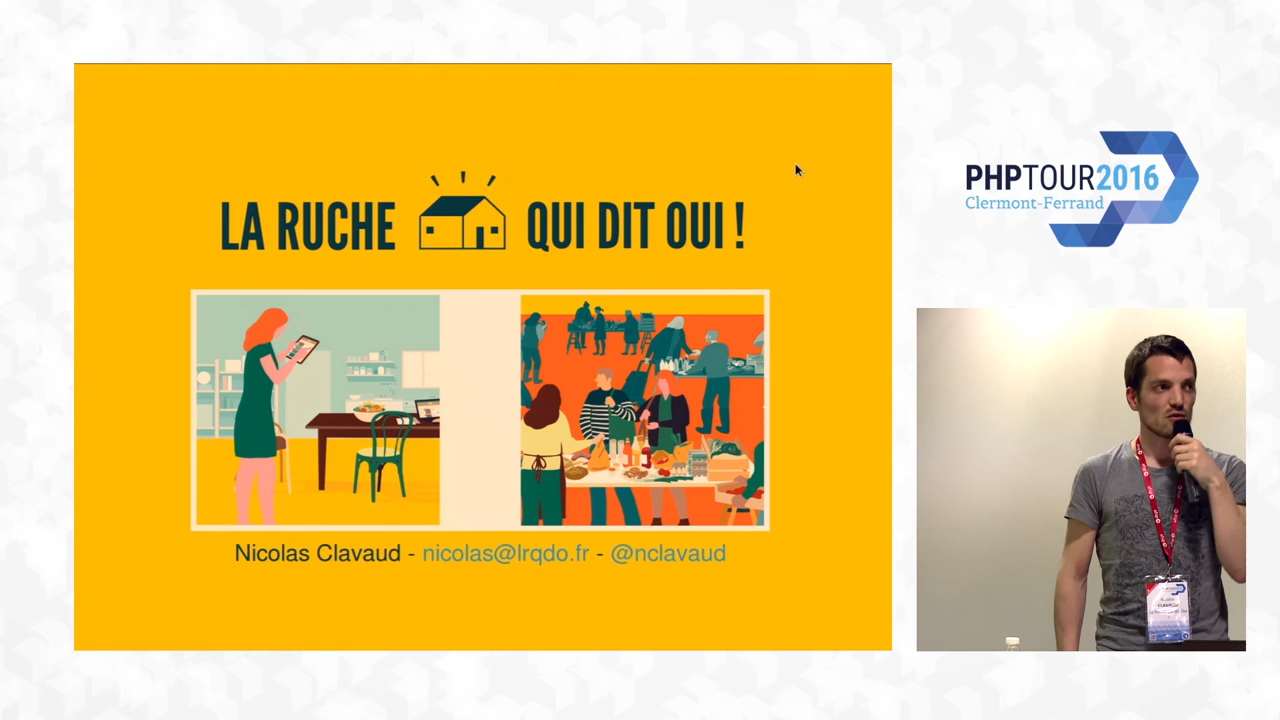 LA RUCHE QUI DIT OUI !
Nicolas Clavaud - nicolas@lrqdo.fr - @nclavaud
PHPTOUR2016
Clermont-Ferrand